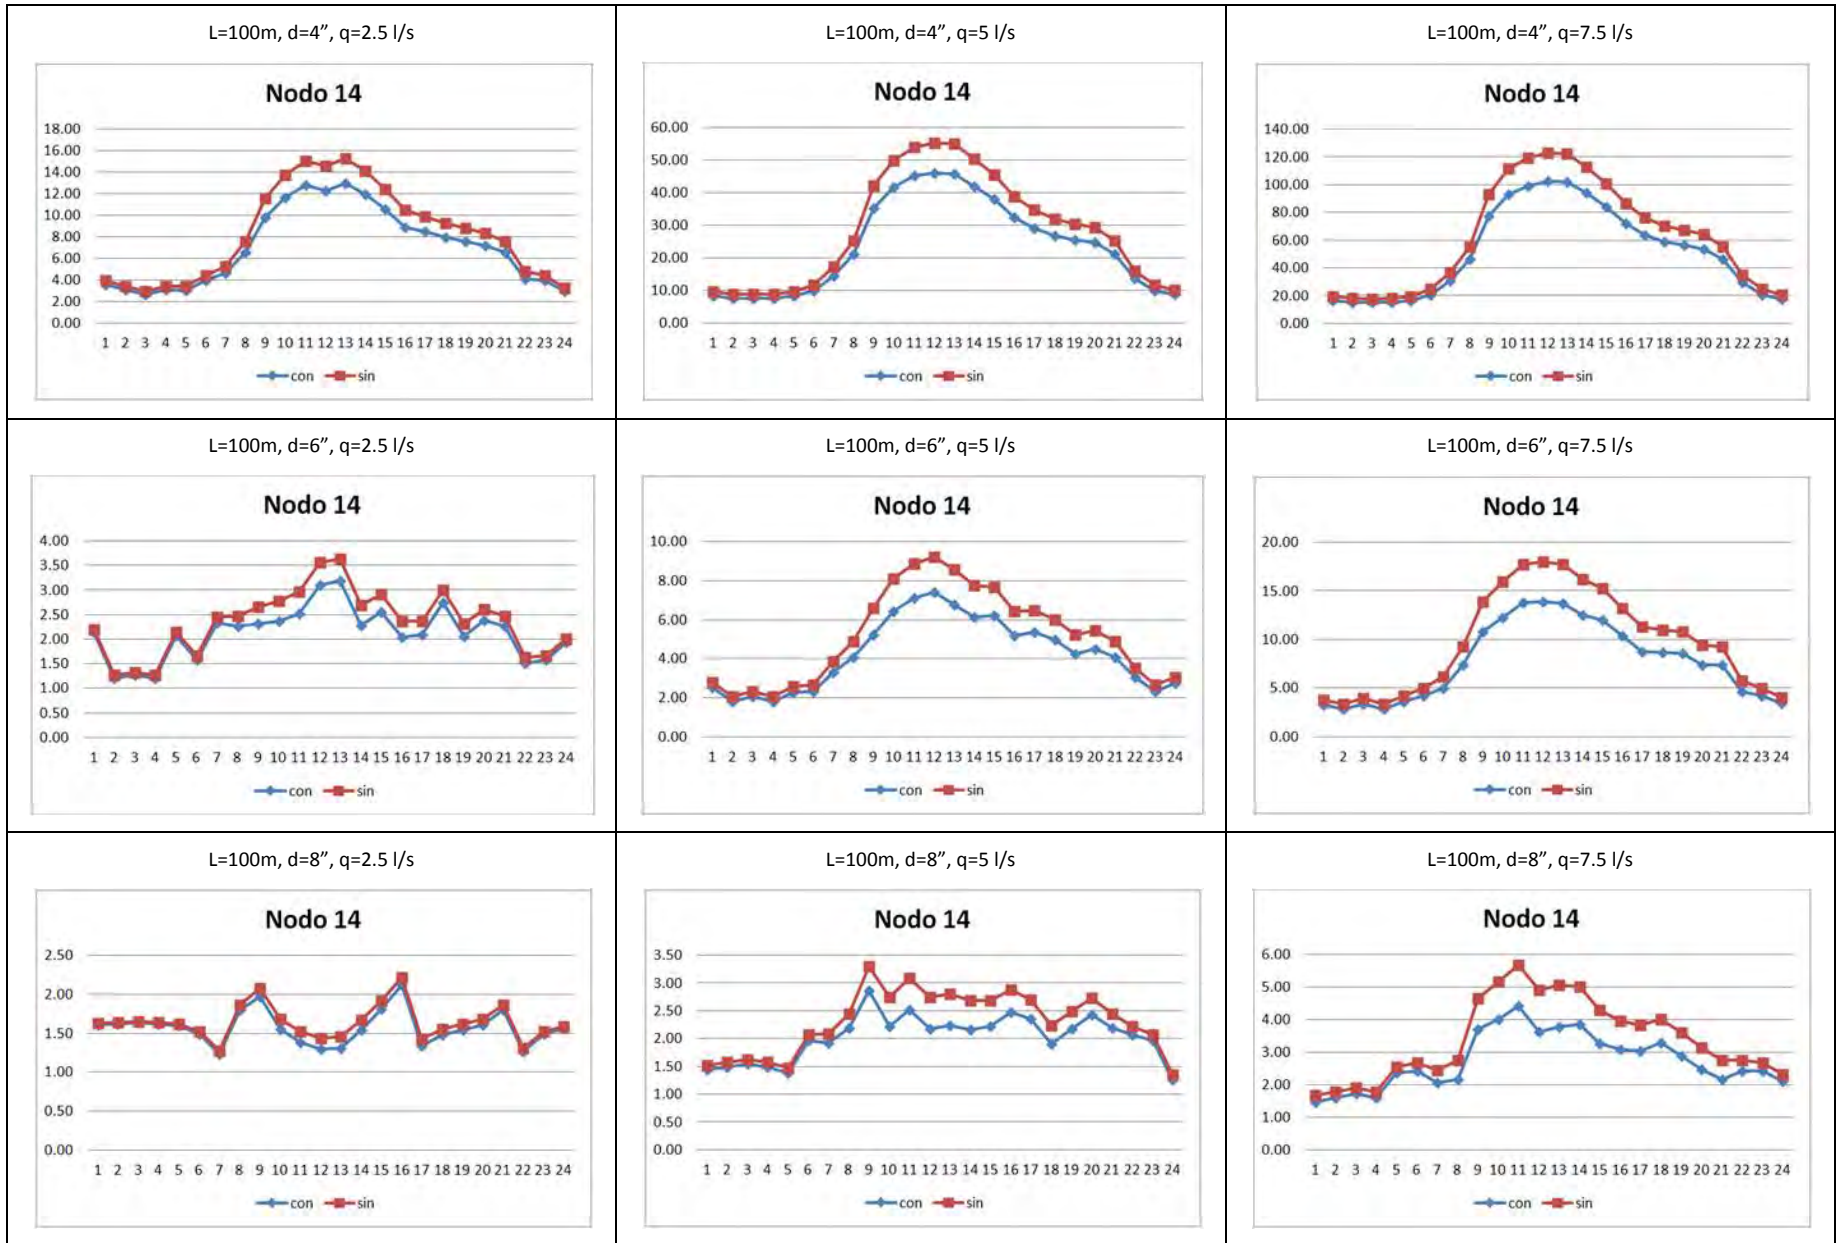 L=100m, d=4”, q=2.5 l/s
Nodo 14
18.00
16.00
14.00
12.00
10.00
8.00
6.00
4.00
2.00
0.00
1 2 3 4 5 6 7 8 9 10 11 12 13 14 15 16 17 18 19 20 21 22 23 24
con sin
L=100m, d=4”, q=5 l/s
Nodo 14
60.00
50.00
40.00
30.00
20.00
10.00
0.00
1 2 3 4 5 6 7 8 9 10 11 12 13 14 15 16 17 18 19 20 21 22 23 24
con sin
L=100m, d=4”, q=7.5 l/s
Nodo 14
140.00
120.00
100.00
80.00
60.00
40.00
20.00
0.00
1 2 3 4 5 6 7 8 9 10 11 12 13 14 15 16 17 18 19 20 21 22 23 24
con sin
L=100m, d=6”, q=2.5 l/s
Nodo 14
4.00
3.50
3.00
2.50
2.00
1.50
1.00
0.50
0.00
1 2 3 4 5 6 7 8 9 10 11 12 13 14 15 16 17 18 19 20 21 22 23 24
con sin
L=100m, d=6”, q=5 l/s
Nodo 14
10.00
8.00
6.00
4.00
2.00
0.00
1 2 3 4 5 6 7 8 9 10 11 12 13 14 15 16 17 18 19 20 21 22 23 24
con sin
L=100m, d=6”, q=7.5 l/s
Nodo 14
20.00
15.00
10.00
5.00
0.00
1 2 3 4 5 6 7 8 9 10 11 12 13 14 15 16 17 18 19 20 21 22 23 24
con sin
L=100m, d=8”, q=2.5 l/s
Nodo 14
2.50
2.00
1.50
1.00
0.50
0.00
1 2 3 4 5 6 7 8 9 10 11 12 13 14 15 16 17 18 19 20 21 22 23 24
con sin
L=100m, d=8”, q=5 l/s
Nodo 14
3.50
3.00
2.50
2.00
1.50
1.00
0.50
0.00
1 2 3 4 5 6 7 8 9 10 11 12 13 14 15 16 17 18 19 20 21 22 23 24
con sin
L=100m, d=8”, q=7.5 l/s
Nodo 14
6.00
5.00
4.00
3.00
2.00
1.00
0.00
1 2 3 4 5 6 7 8 9 10 11 12 13 14 15 16 17 18 19 20 21 22 23 24
con sin